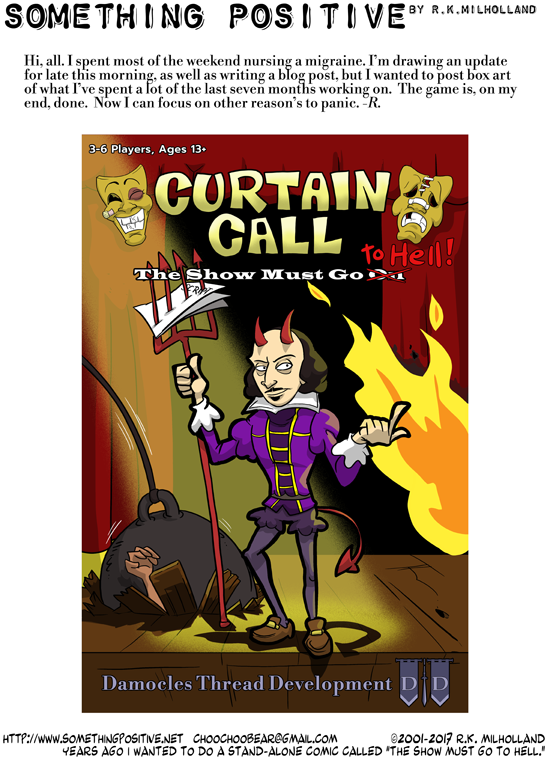 SOMETHING POSITIVE BY R.K.MILHOLLAND
Hi, all. I spent most of the weekend nursing a migraine. I'm drawing an update
for late this morning, as well as writing a blog post, but I wanted to post box art
of what I've spent a lot of the last seven months working on.  The game is, on my
end, done.  Now I can focus on other reason's to panic. -R.
3-6 Players, Ages 13+
CURTAIN
CALL
to Hell!
The Show Must Go On
Damocles Thread Development D D
HTTP://WWW.SOMETHINGPOSITIVE.NET CHOOCHOOBEAR@GMAIL.COM ©2001-2017 R.K. MILHOLLAND
YEARS AGO I WANTED TO DO A STAND-ALONE COMIC CALLED "THE SHOW MUST GO TO HELL."